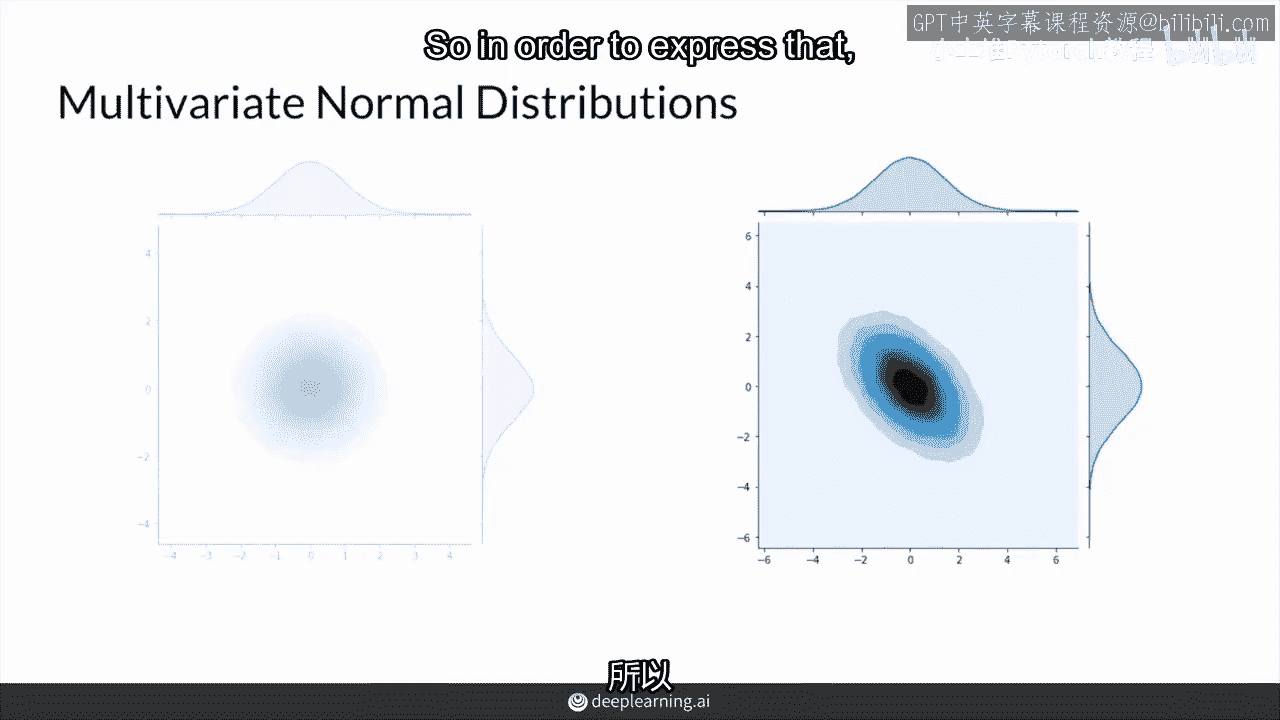 GPT中英字幕课程资源@bilibili.com
So in order to express that,
Multivariate Normal Distributions
4
2
0
−2
−4
−4 −3 −2 −1 0 1 2 3 4
6
4
2
0
−2
−4
−6
−6 −4 −2 0 2 4 6
所以
deeplearning.ai